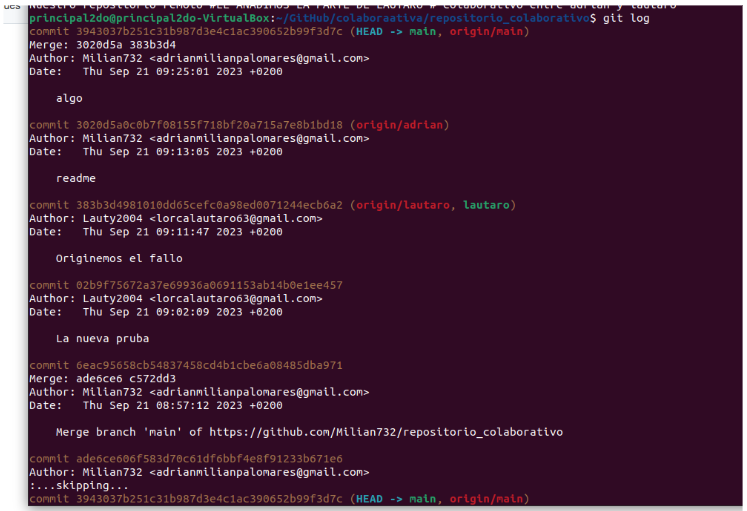 des
Nuestro repositorio remoto #LE AÑADIMOS LA PARTE DE LAUTARO # Colaborativo entre adrian y lautaro
principal2do@principal2do-VirtualBox:~/GitHub/colaboraativa/repositorio_colaborativo$ git log
commit 3943037b251c31b987d3e4c1ac390652b99f3d7c (HEAD -> main, origin/main)
Merge: 3020d5a 383b3d4
Author: Milian732 <adrianmilianpalomares@gmail.com>
Date:   Thu Sep 21 09:25:01 2023 +0200
algo
commit 3020d5a0c0b7f08155f718bf20a715a7e8b1bd18 (origin/adrian)
Author: Milian732 <adrianmilianpalomares@gmail.com>
Date:   Thu Sep 21 09:13:05 2023 +0200
readme
commit 383b3d4981010dd65cefc0a98ed0071244ecb6a2 (origin/lautaro, lautaro)
Author: Lauty2004 <lorcalautaro63@gmail.com>
Date:   Thu Sep 21 09:11:47 2023 +0200
Originemos el fallo
commit 02b9f75672a37e69936a0691153ab14b0e1ee457
Author: Lauty2004 <lorcalautaro63@gmail.com>
Date:   Thu Sep 21 09:02:09 2023 +0200
La nueva pruba
commit 6eac95658cb54837458cd4b1cbe6a08485dba971
Merge: ade6ce6 c572dd3
Author: Milian732 <adrianmilianpalomares@gmail.com>
Date:   Thu Sep 21 08:57:12 2023 +0200
Merge branch 'main' of https://github.com/Milian732/repositorio_colaborativo
commit ade6ce606f583d70c61df6bbf4e8f91233b671e6
Author: Milian732 <adrianmilianpalomares@gmail.com>
:...skipping...
commit 3943037b251c31b987d3e4c1ac390652b99f3d7c (HEAD -> main, origin/main)